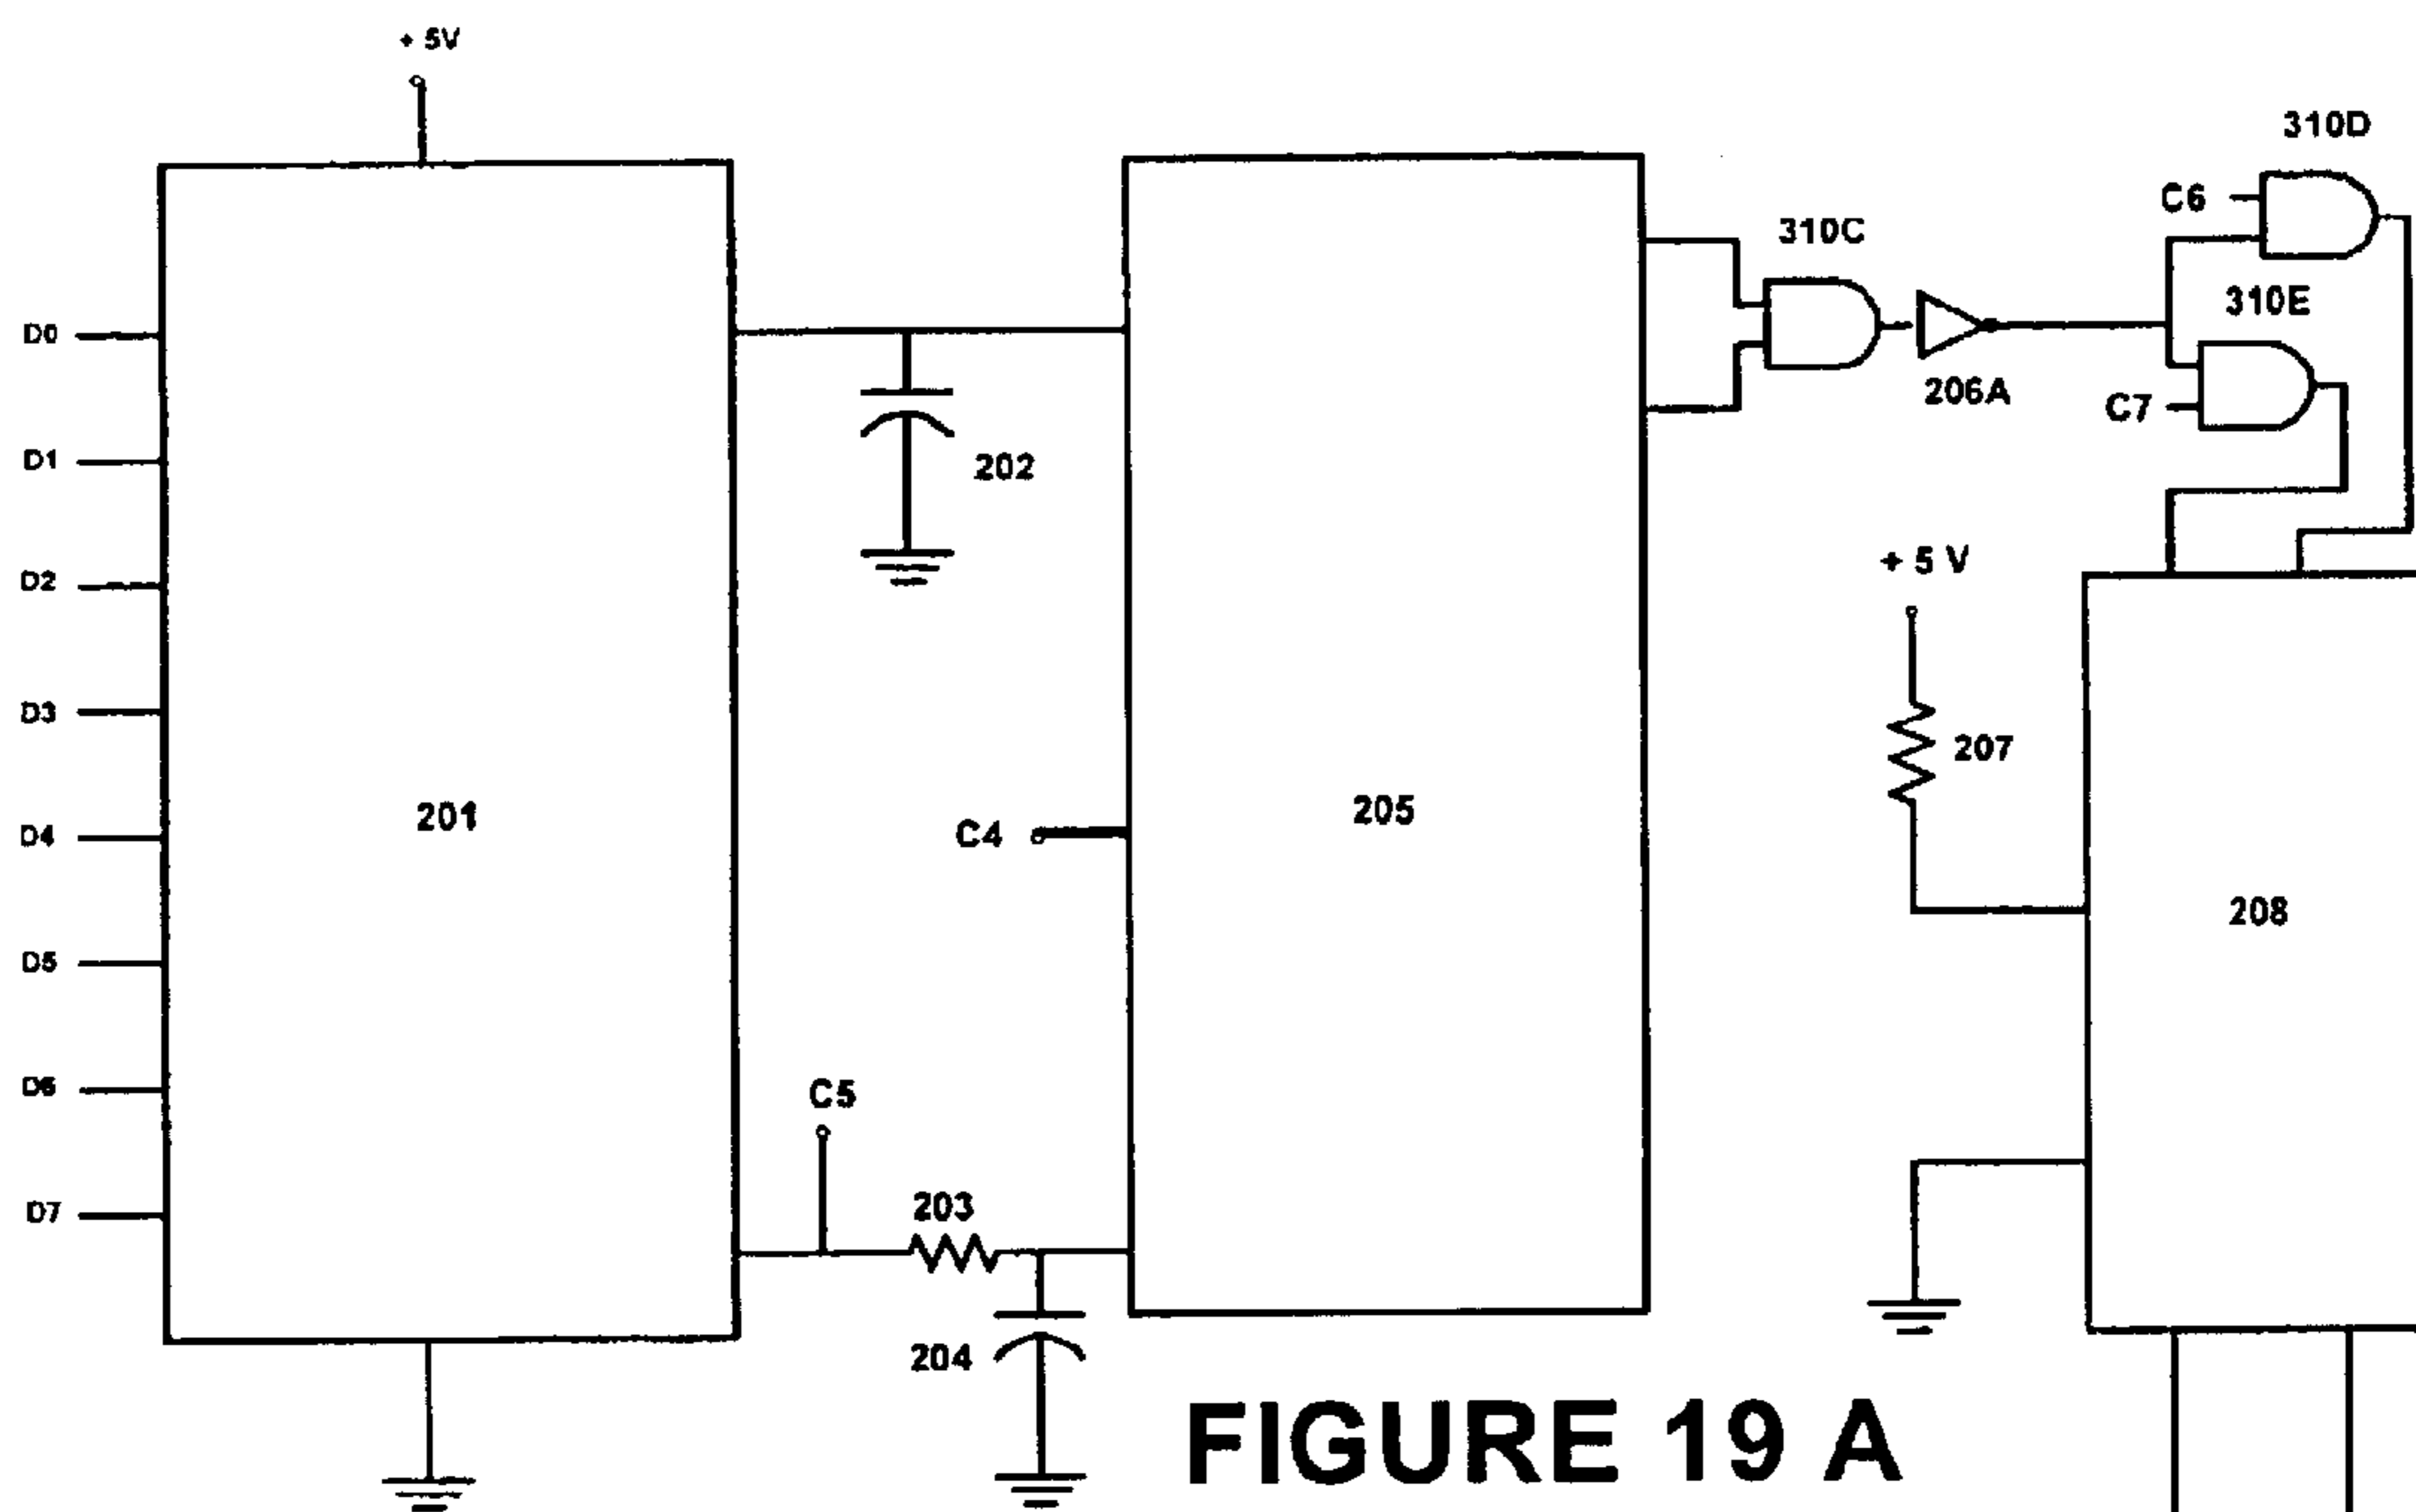 + 5V
310D
C6
310C
310E
D0
206A
C7
D1
202
+ 5 V
D2
D3
207
201
205
C4
D4
208
D5
C5
D6
203
D7
204
FIGURE 19 A